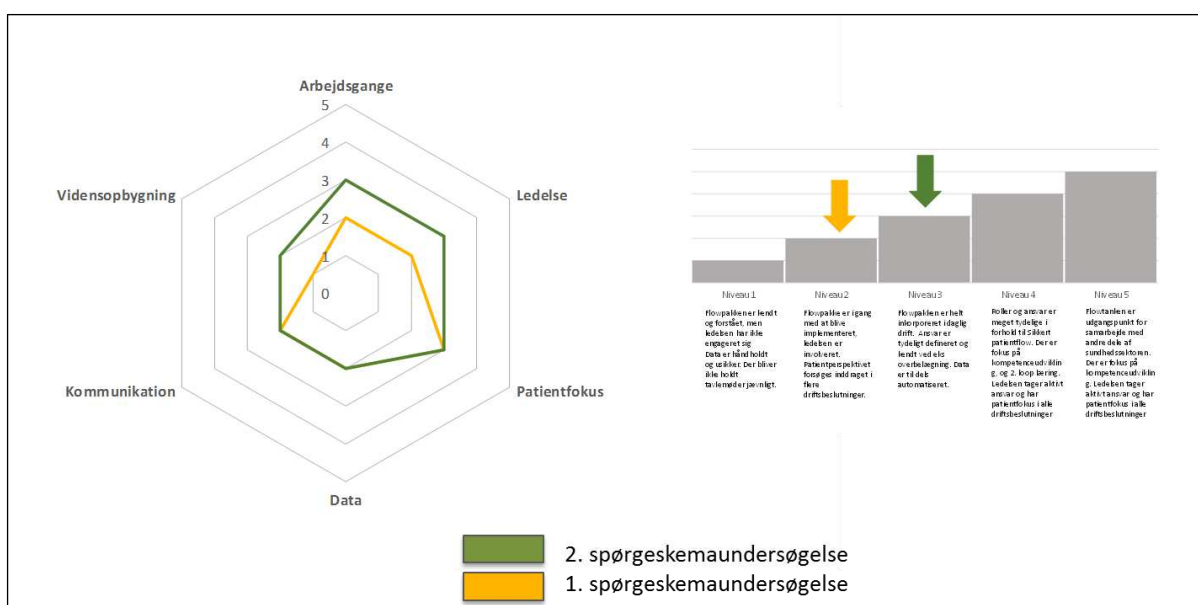 Arbejdsgange
5
4
3
2
1
0
Vidensopbygning
Ledelse
Kommunikation
Patientfokus
Data
Niveau 1
Flowpakken er kendt
og forstået, men
ledelsen har ikke
engageret sig
Data er håndholdt
og usikker. Der bliver
ikke holdt
tavlemøder jævnligt.
Niveau 2
Flowpakke er i gang
med at blive
implementeret,
ledelsen er
involveret.
Patientperspektivet
forsøges inddraget i
flere
driftsbeslutninger.
Niveau 3
Flowpakken er helt
inkorporeret i daglig
drift. Ansvar er
tydeligt defineret og
kendt ved eks
overbelægning. Data
er til dels
automatiseret.
Niveau 4
Roller og ansvar er
meget tydelige i
forhold til Sikkert
patientflow. Der er
fokus på
kompetenceudviklin
g, og 2. loop læring.
Ledelsen tager aktivt
ansvar og har
patientfokus i alle
driftsbeslutninger
Niveau 5
Flowtanken er
udgangspunkt for
samarbejde med
andre dele af
sundhedssektoren.
Der er fokus på
kompetenceudviklin
g. Ledelsen tager
aktivt ansvar og har
patientfokus i alle
driftsbeslutninger
2. spørgeskemaundersøgelse
1. spørgeskemaundersøgelse